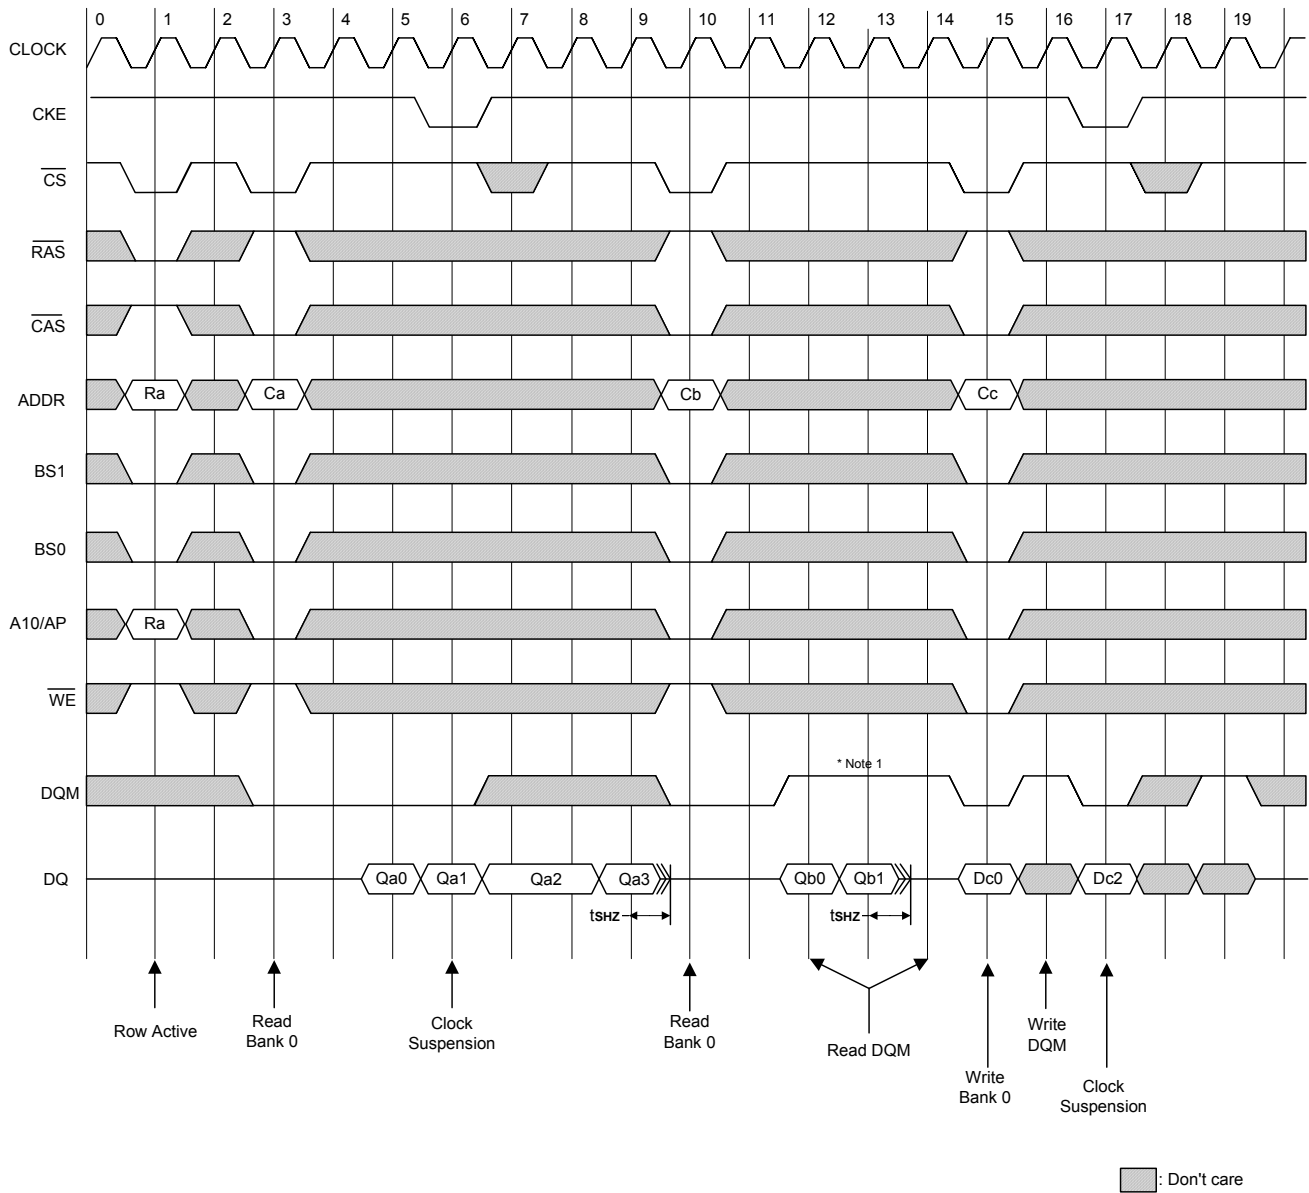 0 1 2 3 4 5 6 7 8 9 10 11 12 13 14 15 16 17 18 19
CLOCK
CKE
CS
RAS
CAS
ADDR Ra Ca Cb Cc
BS1
BS0
A10/AP Ra
WE
* Note 1
DQM
DQ Qa0 Qa1 Qa2 Qa3 Qb0 Qb1 Dc0 Dc2
tSHZ tSHZ
Row Active
Read
Bank 0
Clock
Suspension
Read
Bank 0
Read DQM
Write
Bank 0
Write
DQM
Clock
Suspension
: Don't care